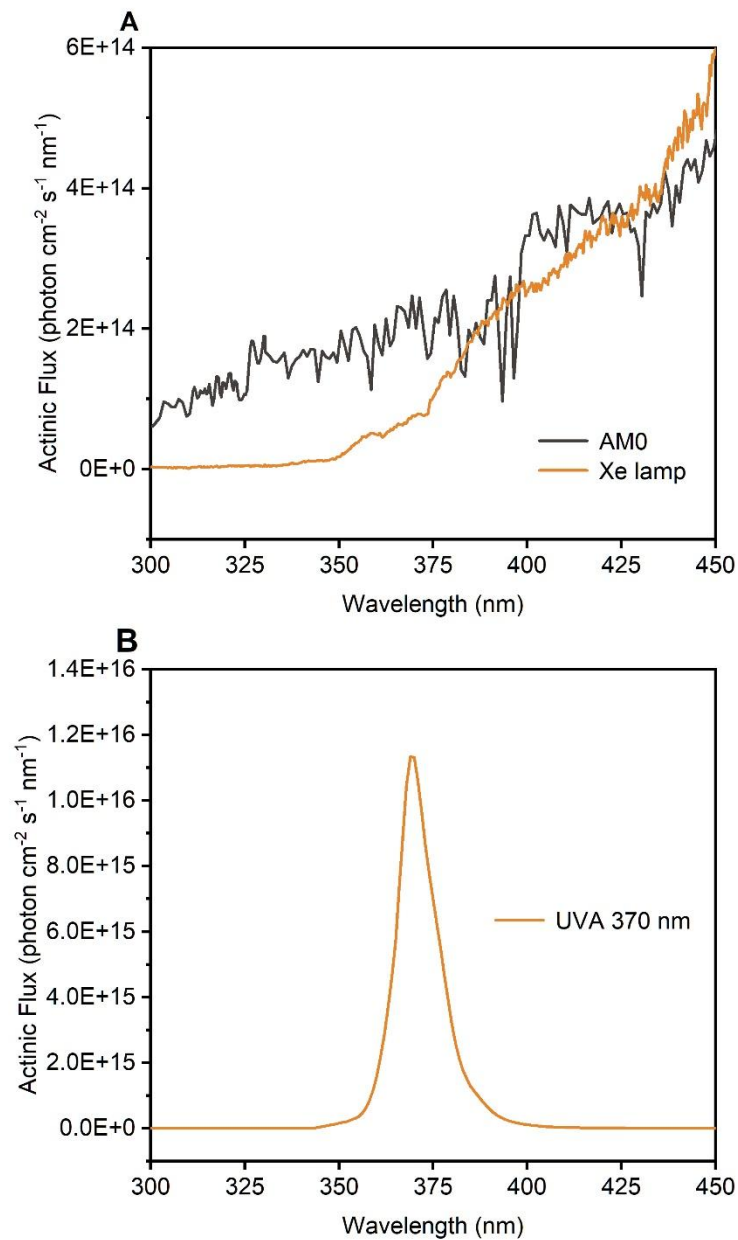 A
6E+14
4E+14
2E+14
0E+0
Actinic Flux (photon cm⁻² s⁻¹ nm⁻¹)
AM0
Xe lamp
300 325 350 375 400 425 450
Wavelength (nm)
B
1.4E+16
1.2E+16
1.0E+16
8.0E+15
6.0E+15
4.0E+15
2.0E+15
0.0E+0
Actinic Flux (photon cm⁻² s⁻¹ nm⁻¹)
UVA 370 nm
300 325 350 375 400 425 450
Wavelength (nm)